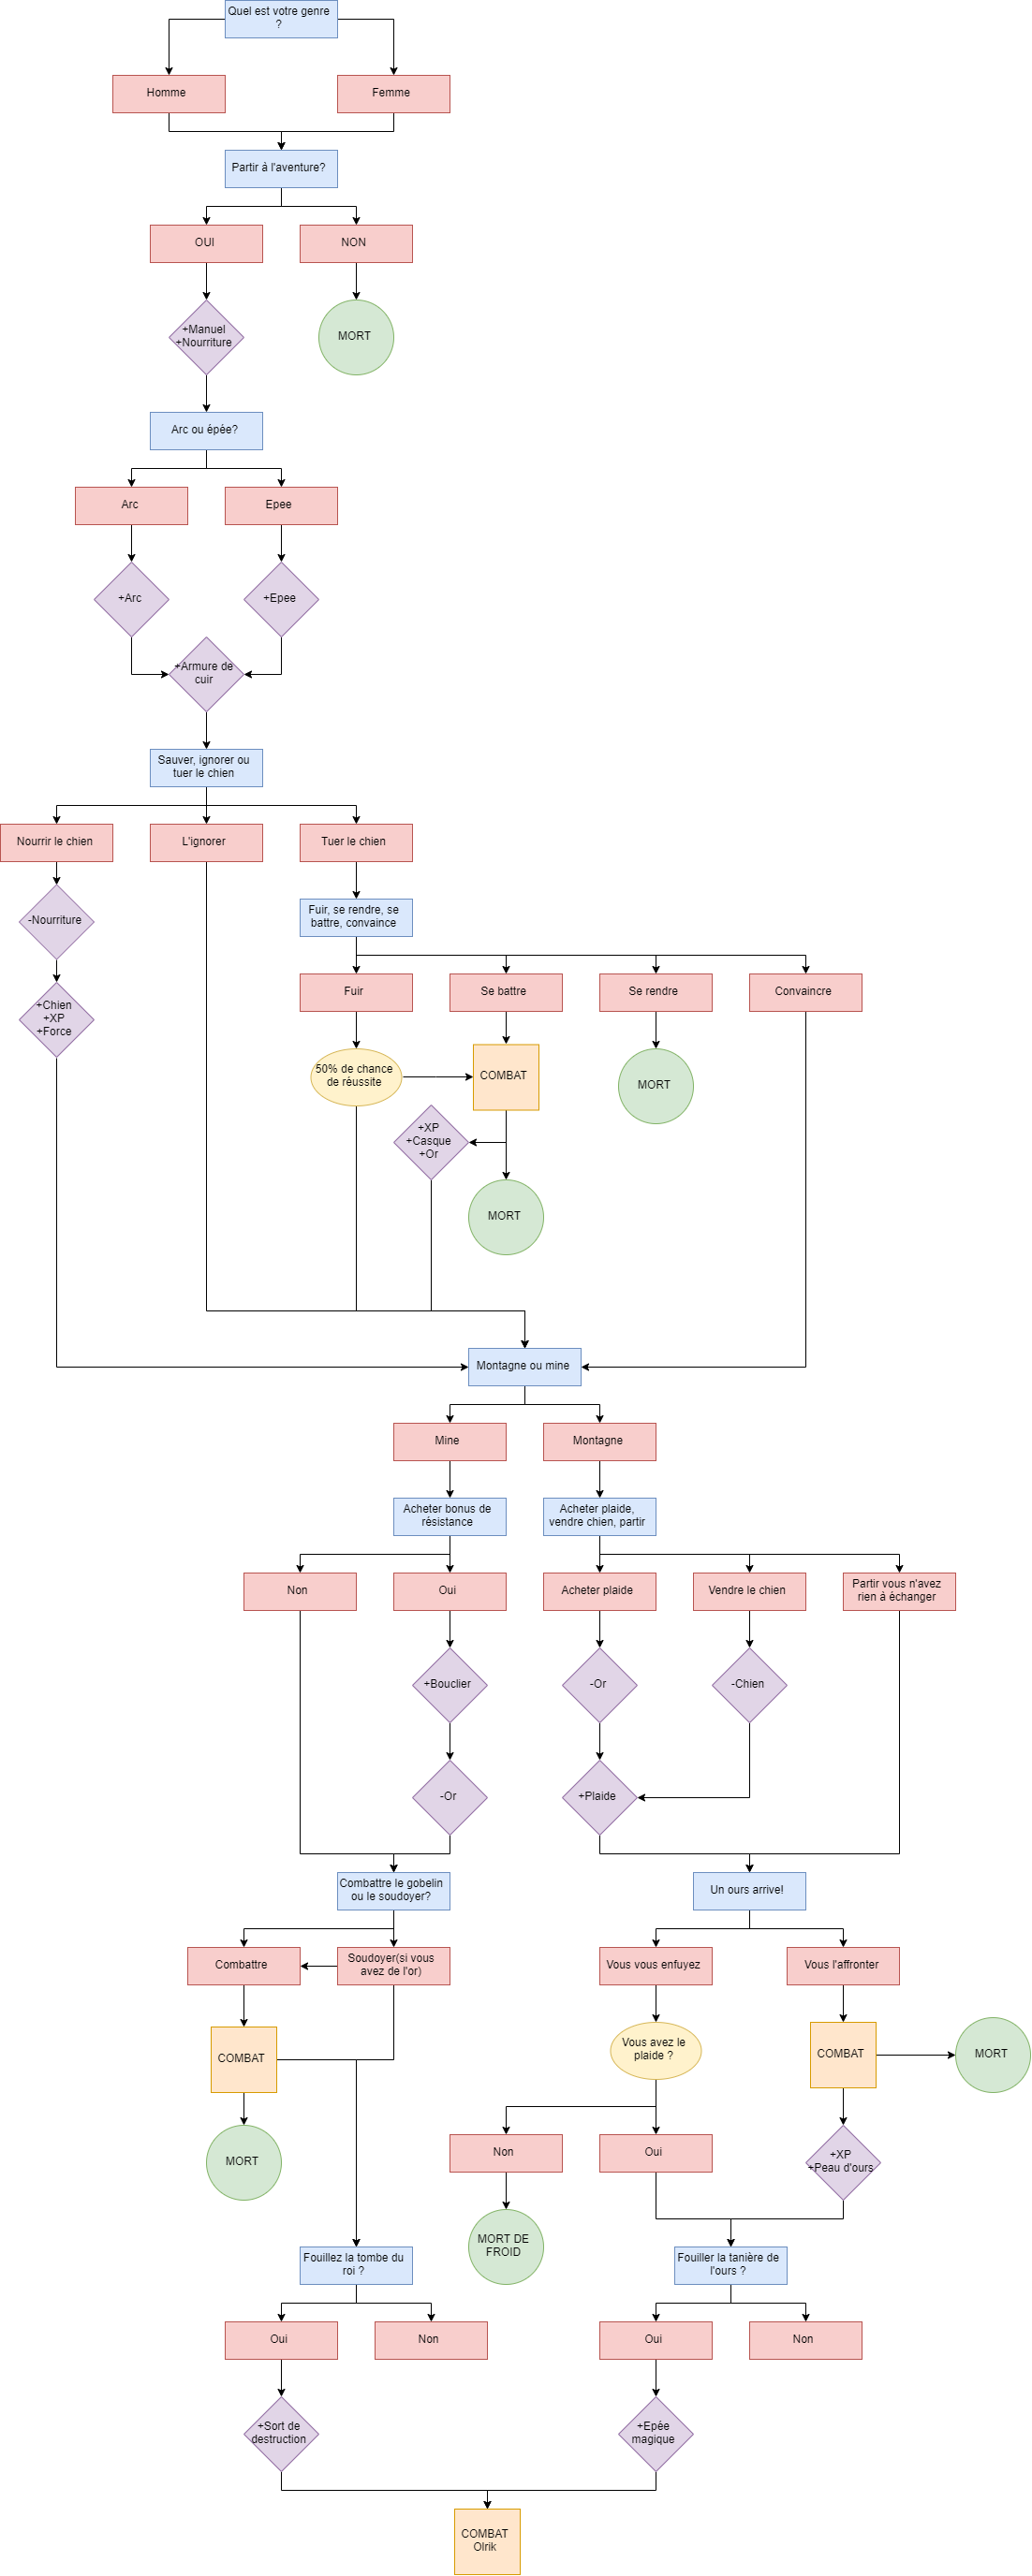 Quel est votre genre
?
Homme
Femme
Partir à l'aventure?
OUI
NON
+Manuel
+Nourriture
MORT
Arc ou épée?
Arc
Epee
+Arc
+Epee
+Armure de
cuir
Sauver, ignorer ou
tuer le chien
Nourrir le chien
L'ignorer
Tuer le chien
-Nourriture
Fuir, se rendre, se
battre, convaince
+Chien
+XP
+Force
Fuir
Se battre
Se rendre
Convaincre
50% de chance
de réussite
COMBAT
MORT
+XP
+Casque
+Or
MORT
Montagne ou mine
Mine
Montagne
Acheter bonus de
résistance
Acheter plaide,
vendre chien, partir
Non
Oui
Acheter plaide
Vendre le chien
Partir vous n'avez
rien à échanger
+Bouclier
-Or
-Chien
-Or
+Plaide
Combattre le gobelin
ou le soudoyer?
Un ours arrive!
Combattre
Soudoyer(si vous
avez de l'or)
Vous vous enfuyez
Vous l'affronter
COMBAT
Vous avez le
plaide ?
COMBAT
MORT
MORT
Non
Oui
+XP
+Peau d'ours
MORT DE
FROID
Fouillez la tombe du
roi ?
Fouiller la tanière de
l'ours ?
Oui
Non
Oui
Non
+Sort de
destruction
+Epée
magique
COMBAT
Olrik